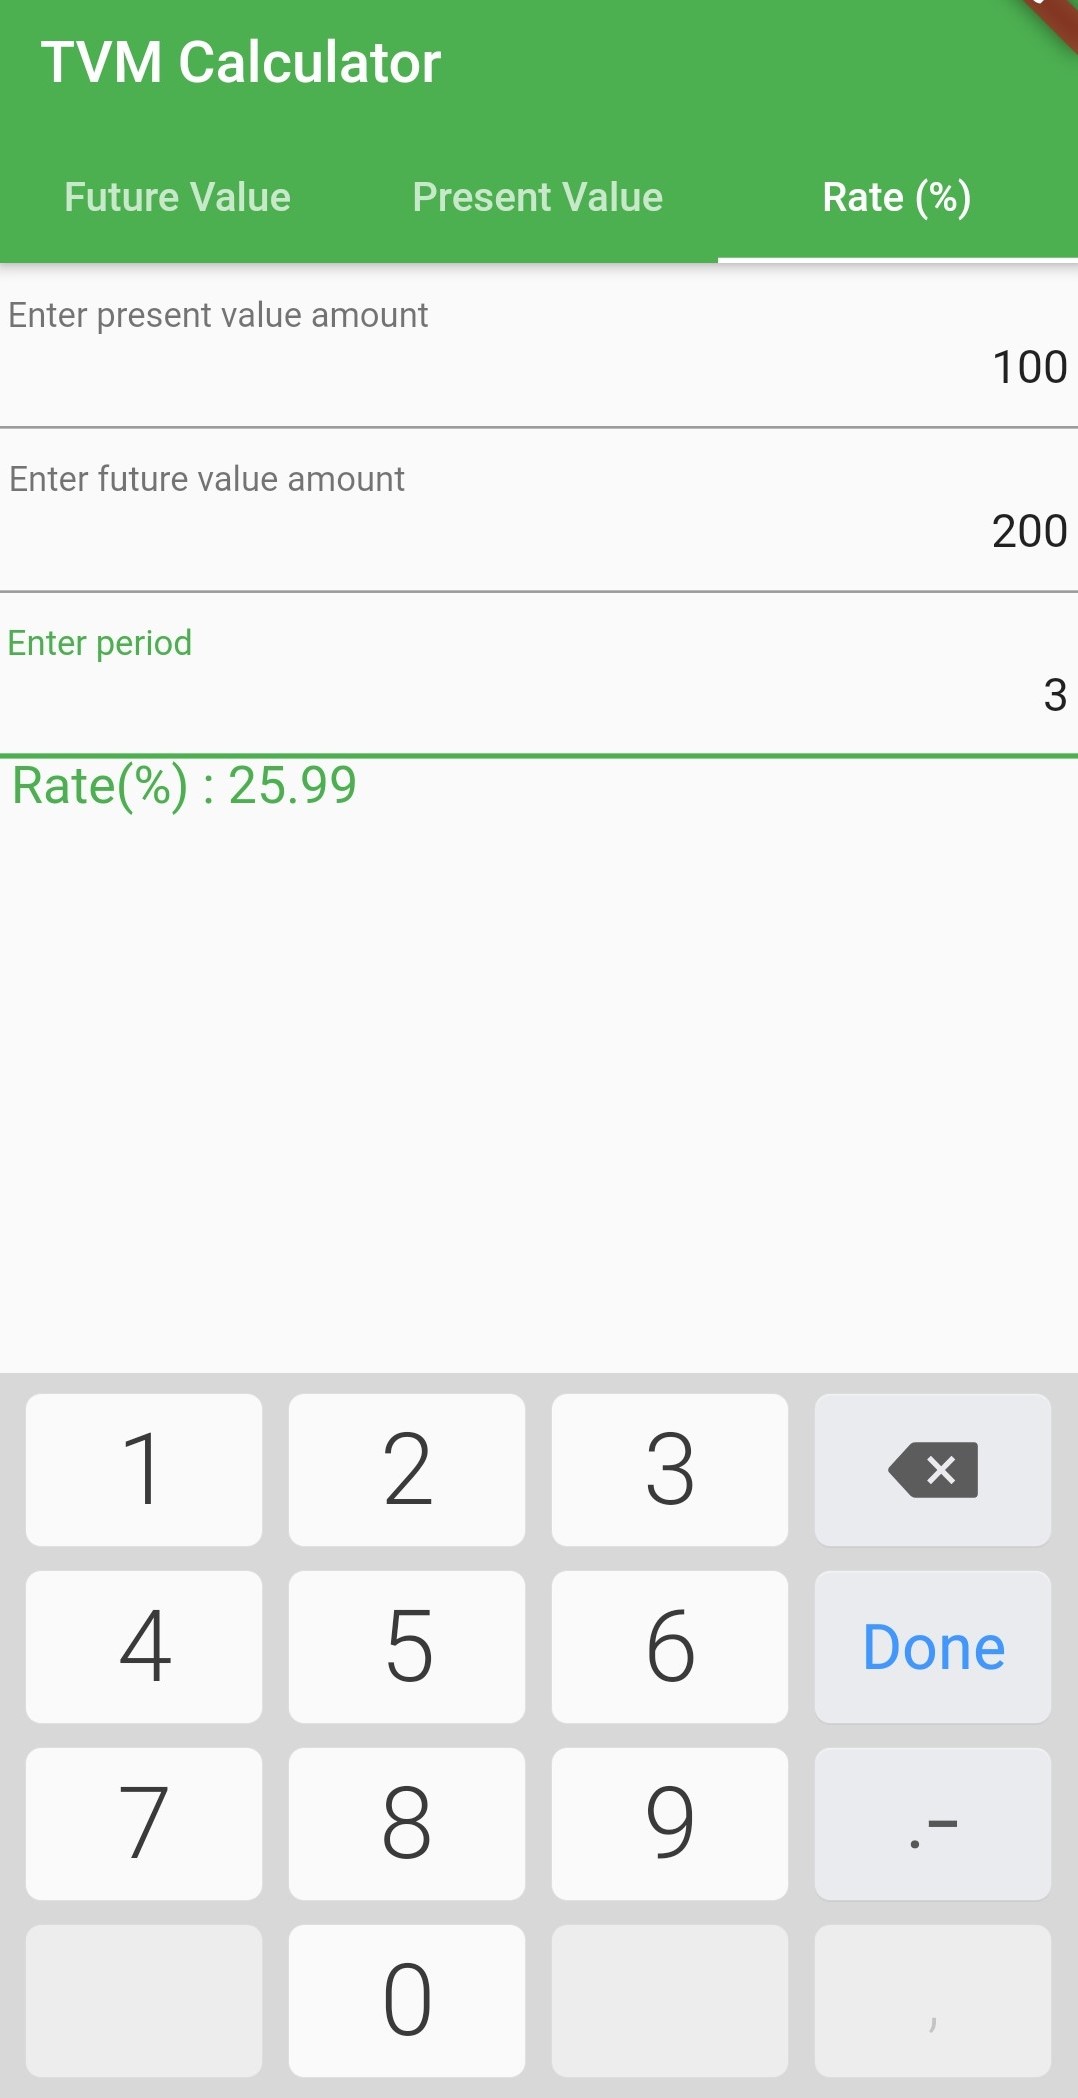 TVM Calculator
Future Value Present Value Rate (%)
Enter present value amount
100
Enter future value amount
200
Enter period
3
Rate(%) : 25.99
1 2 3
4 5 6 Done
7 8 9 .-
0 ,